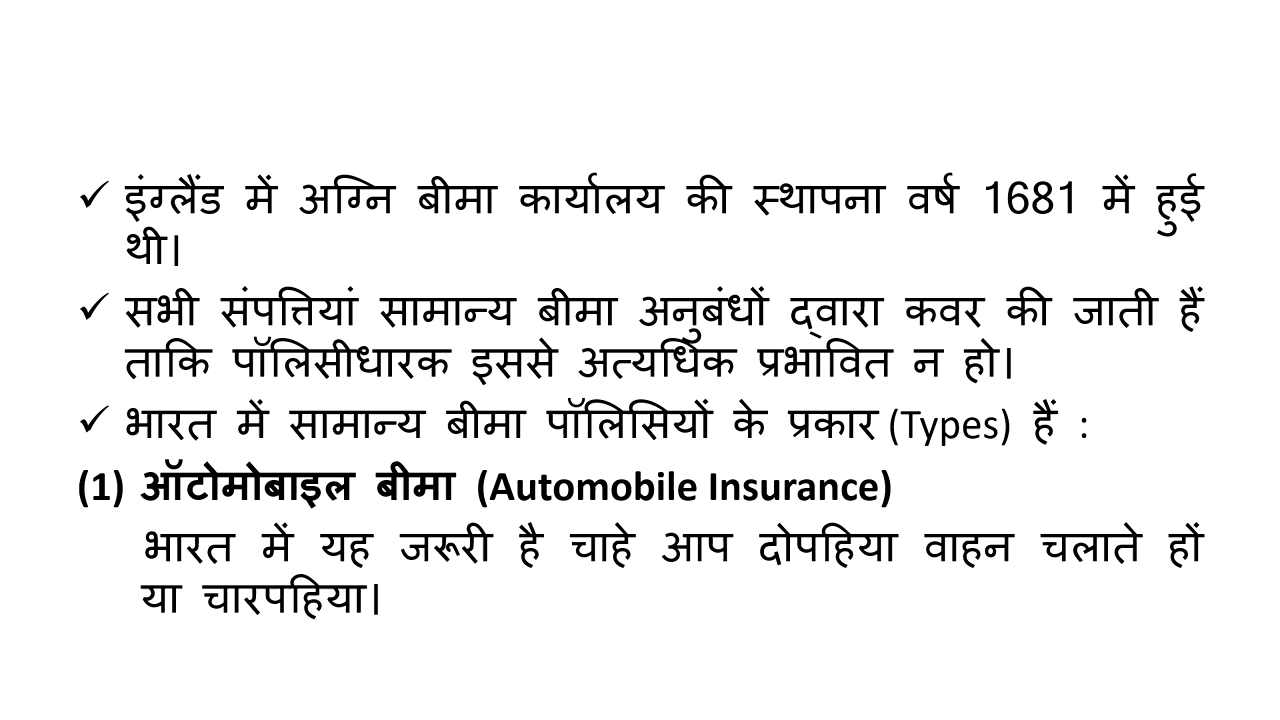 ✓ इंग्लैंड में अग्नि बीमा कार्यालय की स्थापना वर्ष 1681 में हुई
थी।
✓ सभी संपत्तियां सामान्य बीमा अनुबंधों द्वारा कवर की जाती हैं
ताकि पॉलिसीधारक इससे अत्यधिक प्रभावित न हो।
✓ भारत में सामान्य बीमा पॉलिसियों के प्रकार (Types) हैं :
(1) ऑटोमोबाइल बीमा (Automobile Insurance)
भारत में यह जरूरी है चाहे आप दोपहिया वाहन चलाते हों
या चारपहिया।